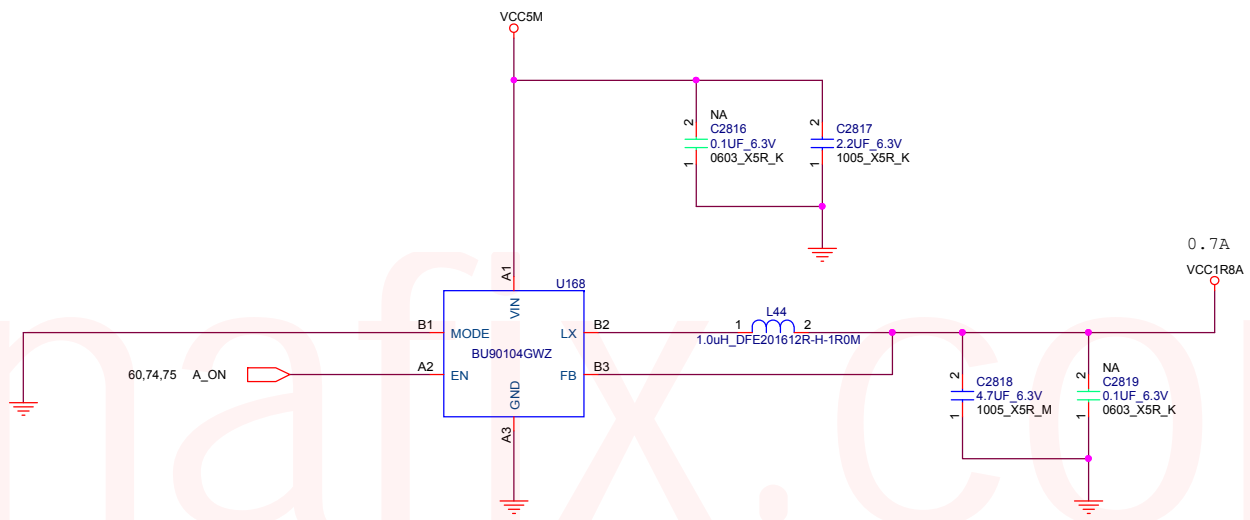 VCC5M
NA
2
C2816
0.1UF_6.3V
1
0603_X5R_K
2
C2817
2.2UF_6.3V
1
1005_X5R_K
0.7A
VCC1R8A
A1
U168
VIN
B1
MODE
LX
B2
1
L44
2
1.0uH_DFE201612R-H-1R0M
BU90104GWZ
60,74,75 A_ON
A2
EN
FB
B3
GND
A3
2
C2818
4.7UF_6.3V
1
1005_X5R_M
NA
2
C2819
0.1UF_6.3V
1
0603_X5R_K
nafix.co